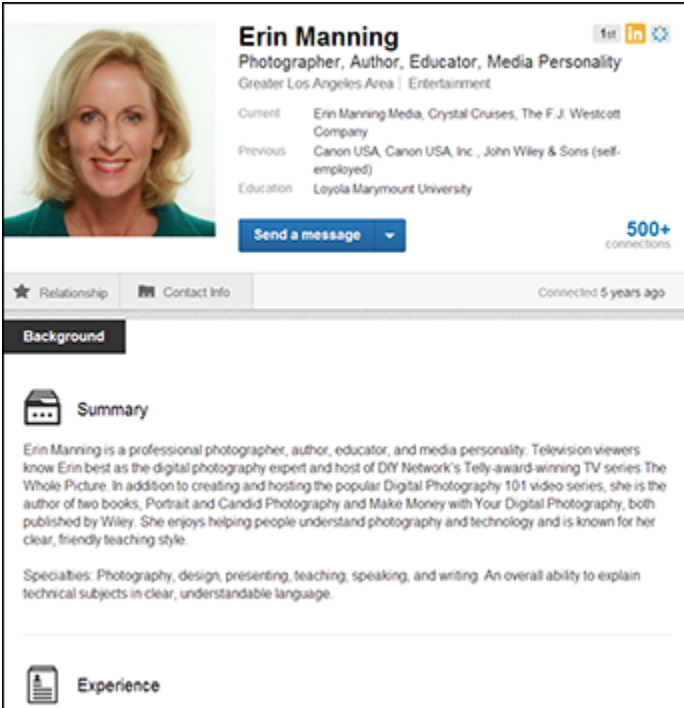 Erin Manning
1st in
Photographer, Author, Educator, Media Personality
Greater Los Angeles Area | Entertainment
Current Erin Manning Media, Crystal Cruises, The F.J. Westcott
Company
Previous Canon USA, Canon USA, Inc., John Wiley & Sons (self-
employed)
Education Loyola Marymount University
Send a message
500+
connections
Relationship
Contact Info
Connected 5 years ago
Background
Summary
Erin Manning is a professional photographer, author, educator, and media personality. Television viewers
know Erin best as the digital photography expert and host of DIY Network's Telly-award-winning TV series The
Whole Picture. In addition to creating and hosting the popular Digital Photography 101 video series, she is the
author of two books, Portrait and Candid Photography and Make Money with Your Digital Photography, both
published by Wiley. She enjoys helping people understand photography and technology and is known for her
clear, friendly teaching style.
Specialties: Photography, design, presenting, teaching, speaking, and writing. An overall ability to explain
technical subjects in clear, understandable language.
Experience